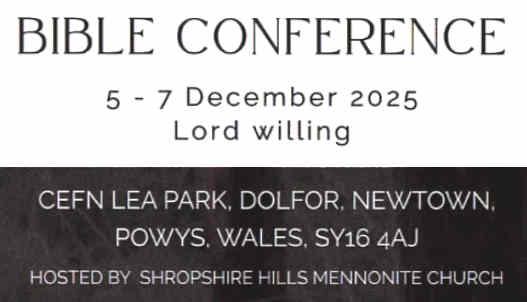 BIBLE CONFERENCE
5 - 7 December 2025
Lord willing
CEFN LEA PARK, DOLFOR, NEWTOWN,
POWYS, WALES, SY16 4AJ
HOSTED BY SHROPSHIRE HILLS MENNONITE CHURCH